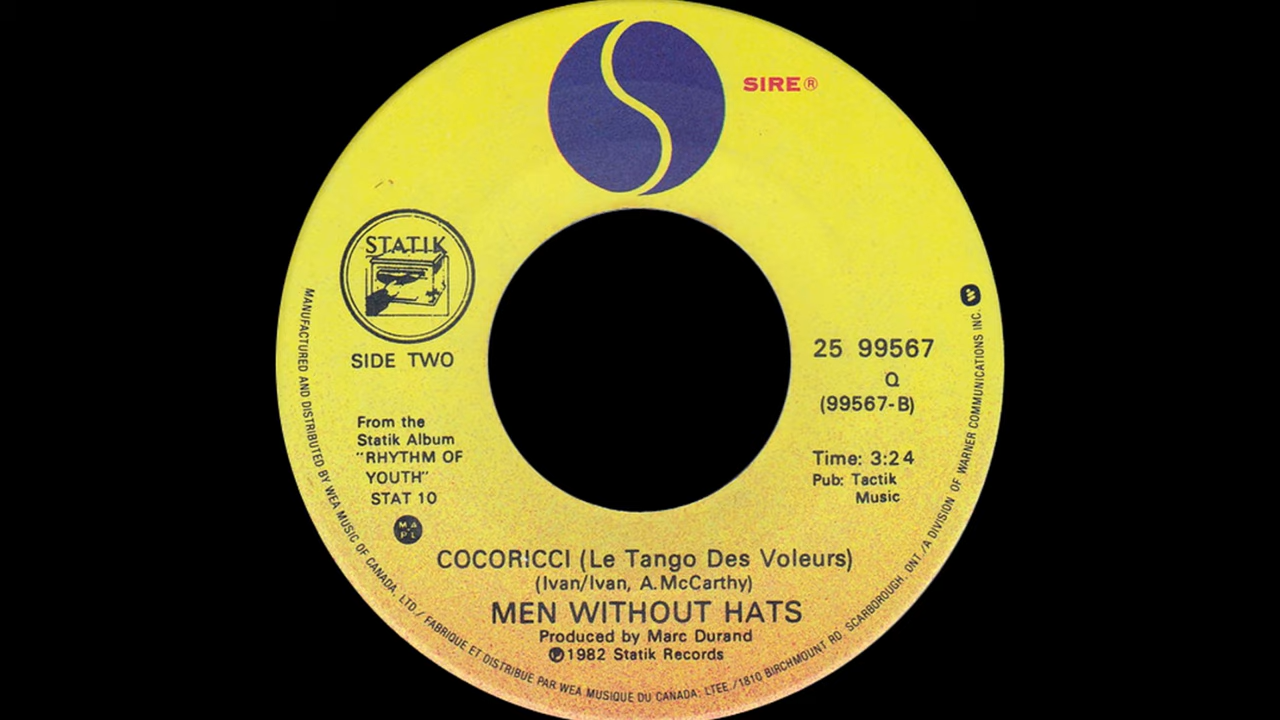 SIRE®
STATIK
SIDE TWO
25 99567
Q
(99567-B)
From the
Statik Album
"RHYTHM OF
YOUTH"
STAT 10
Time: 3:24
Pub: Tactik
Music
MA
PL
COCORICCI (Le Tango Des Voleurs)
(Ivan/Ivan, A.McCarthy)
MEN WITHOUT HATS
Produced by Marc Durand
℗1982 Statik Records
MANUFACTURED AND DISTRIBUTED BY WEA MUSIC OF CANADA, LTD./ FABRIQUE ET DISTRIBUE PAR WEA MUSIQUE DU CANADA, LTEE./1810 BIRCHMOUNT RD. SCARBOROUGH, ONT./A DIVISION OF WARNER COMMUNICATIONS INC.